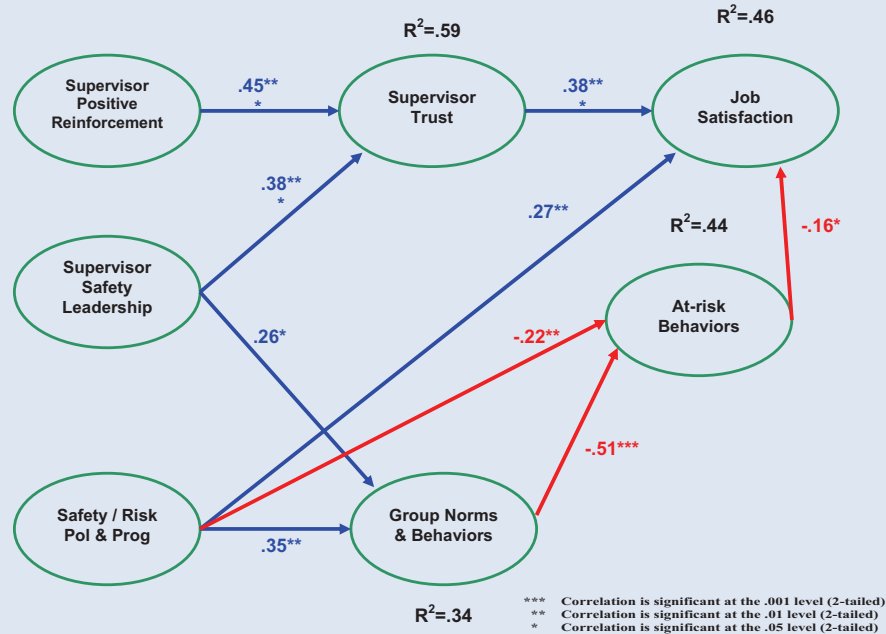 R²=.59
R²=.46
Supervisor
Positive
Reinforcement
.45**
*
Supervisor
Trust
.38**
*
Job
Satisfaction
.38**
*
.27**
R²=.44
-.16*
Supervisor
Safety
Leadership
At-risk
Behaviors
.26*
-.22**
-.51***
Safety / Risk
Pol & Prog
.35**
Group Norms
& Behaviors
R²=.34
*** Correlation is significant at the .001 level (2-tailed)
** Correlation is significant at the .01 level (2-tailed)
* Correlation is significant at the .05 level (2-tailed)